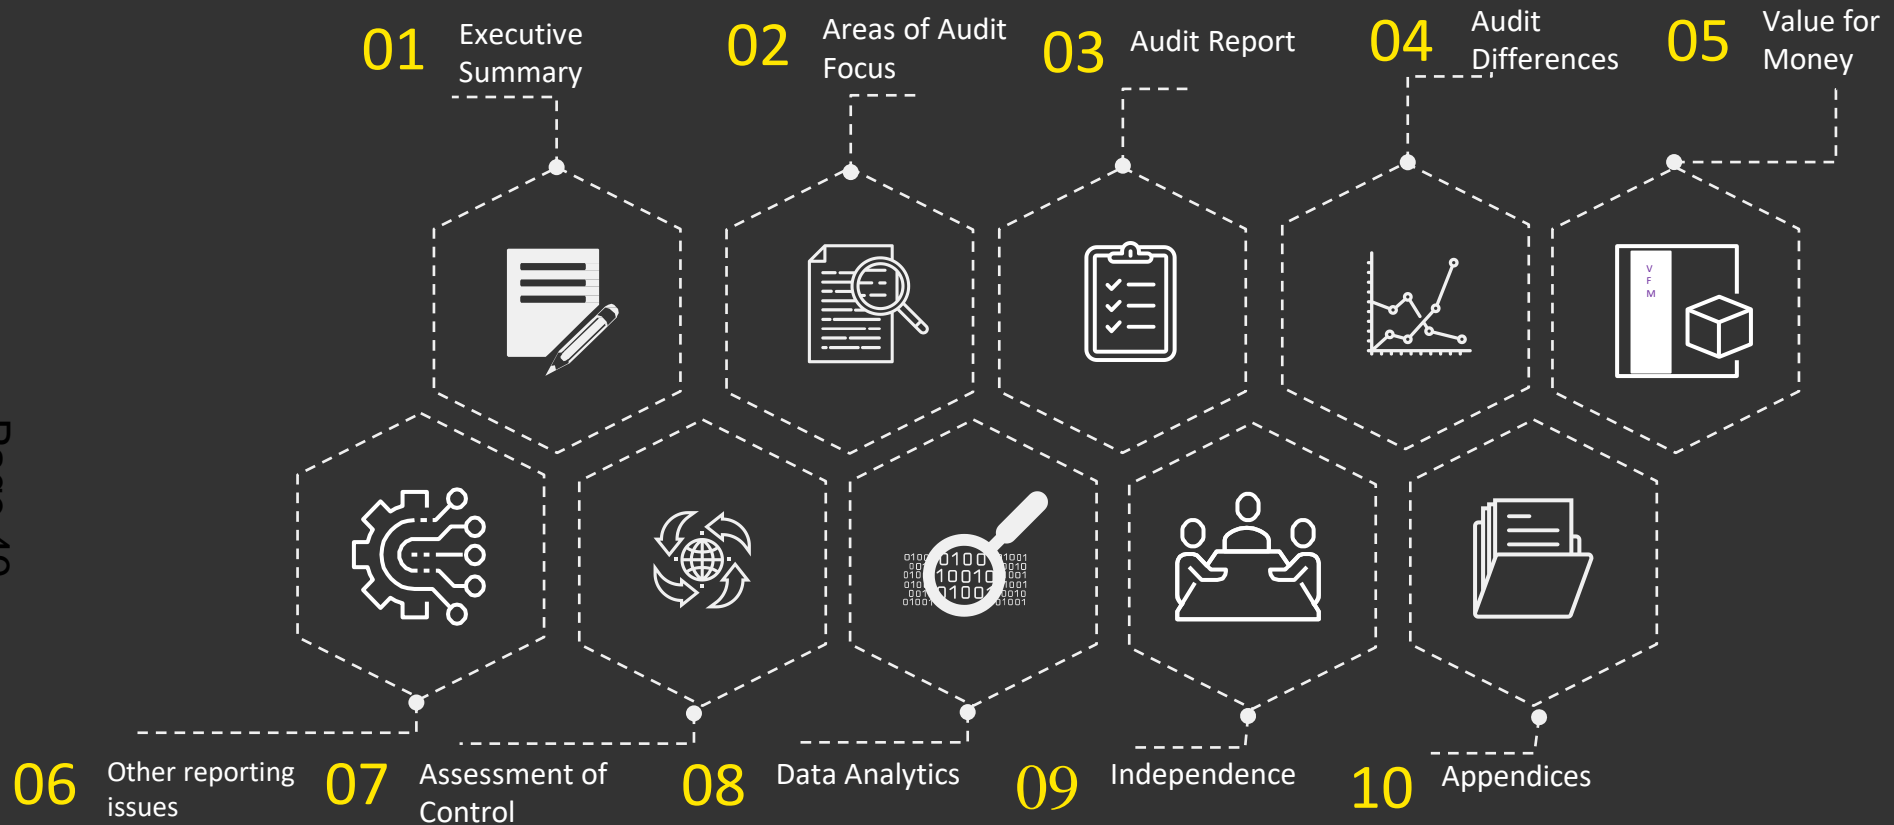 01
Executive
Summary
02
Areas of Audit
Focus
03
Audit Report
04
Audit
Differences
05
Value for
Money
V
F
M
06
Other reporting
issues
07
Assessment of
Control
08
Data Analytics
09
Independence
10
Appendices